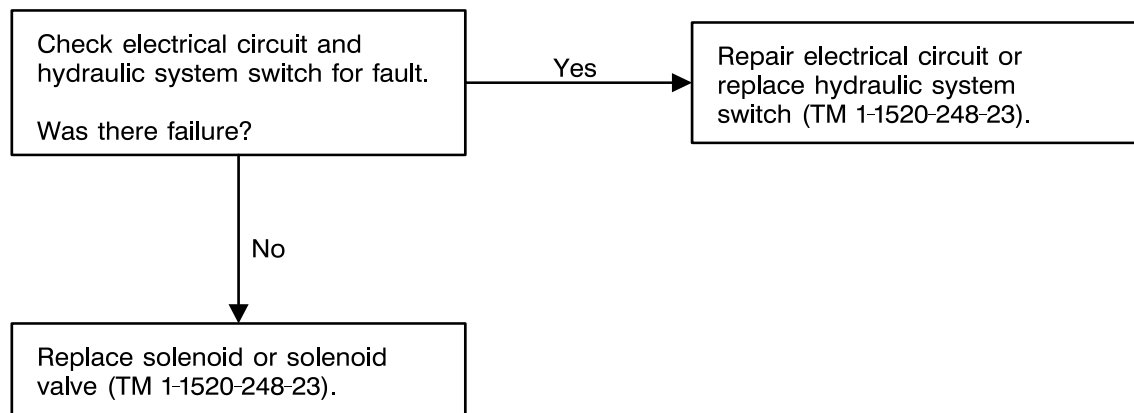 Check electrical circuit and
hydraulic system switch for fault.
Was there failure?
Yes
Repair electrical circuit or
replace hydraulic system
switch (TM 1-1520-248-23).
No
Replace solenoid or solenoid
valve (TM 1-1520-248-23).